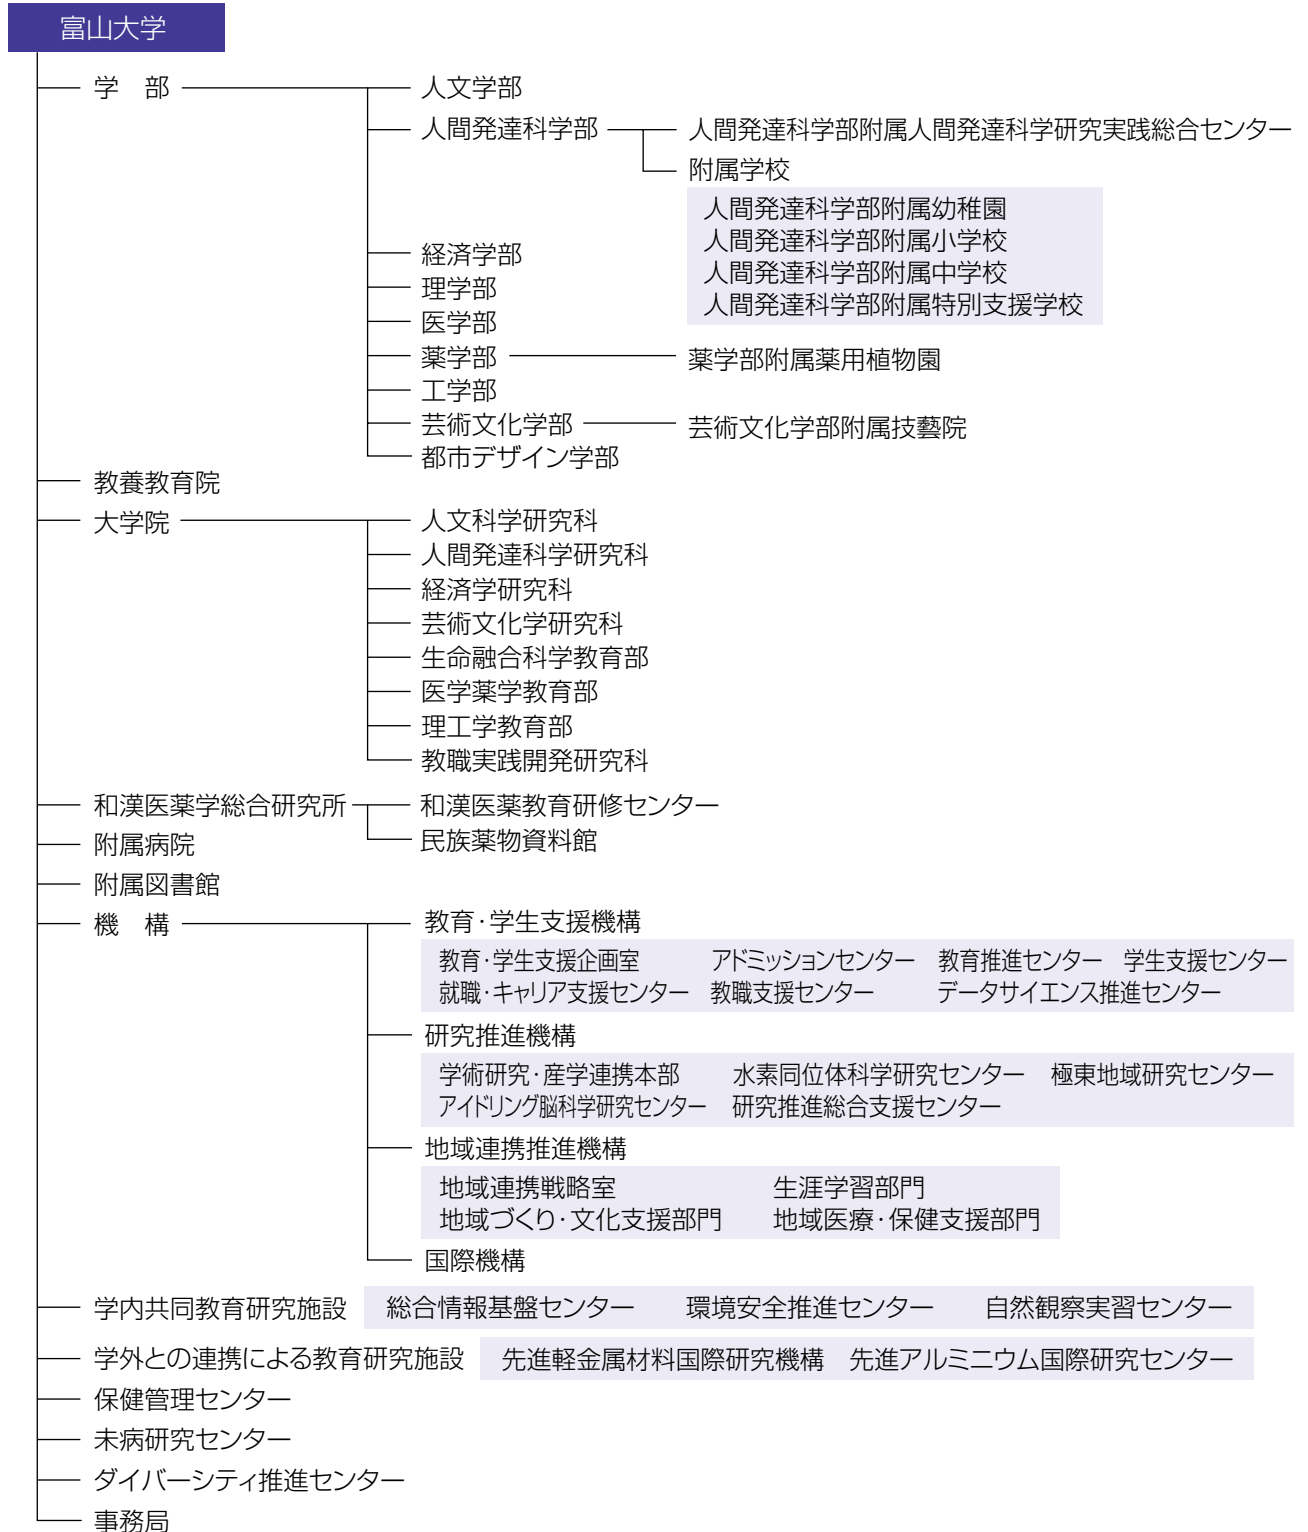 富山大学
学　部
人文学部
人間発達科学部
人間発達科学部附属人間発達科学研究実践総合センター
附属学校
人間発達科学部附属幼稚園
人間発達科学部附属小学校
人間発達科学部附属中学校
人間発達科学部附属特別支援学校
経済学部
理学部
医学部
薬学部
薬学部附属薬用植物園
工学部
芸術文化学部
芸術文化学部附属技藝院
都市デザイン学部
教養教育院
大学院
人文科学研究科
人間発達科学研究科
経済学研究科
芸術文化学研究科
生命融合科学教育部
医学薬学教育部
理工学教育部
教職実践開発研究科
和漢医薬学総合研究所
和漢医薬教育研修センター
民族薬物資料館
附属病院
附属図書館
機　構
教育・学生支援機構
教育・学生支援企画室　アドミッションセンター　教育推進センター　学生支援センター
就職・キャリア支援センター　教職支援センター　データサイエンス推進センター
研究推進機構
学術研究・産学連携本部　水素同位体科学研究センター　極東地域研究センター
アイドリング脳科学研究センター　研究推進総合支援センター
地域連携推進機構
地域連携戦略室　生涯学習部門
地域づくり・文化支援部門　地域医療・保健支援部門
国際機構
学内共同教育研究施設　総合情報基盤センター　環境安全推進センター　自然観察実習センター
学外との連携による教育研究施設　先進軽金属材料国際研究機構　先進アルミニウム国際研究センター
保健管理センター
未病研究センター
ダイバーシティ推進センター
事務局